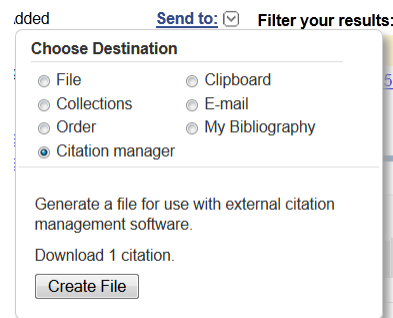 Send to: Filter your results:
Choose Destination
File Clipboard
Collections E-mail
Order My Bibliography
Citation manager
5
Generate a file for use with external citation
management software.
Download 1 citation.
Create File